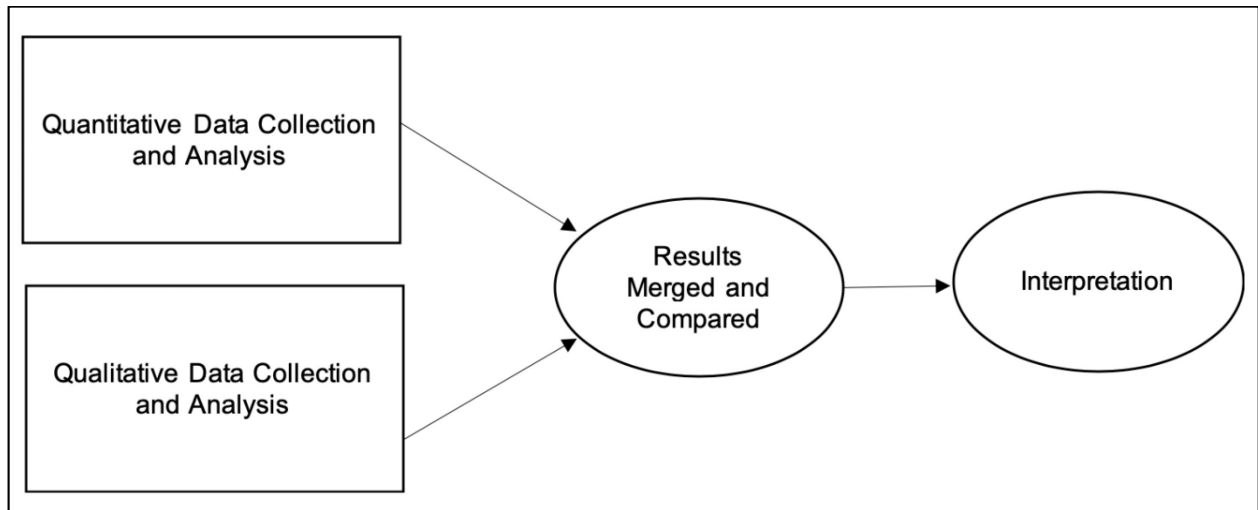 Quantitative Data Collection
and Analysis
Qualitative Data Collection
and Analysis
Results
Merged and
Compared
Interpretation